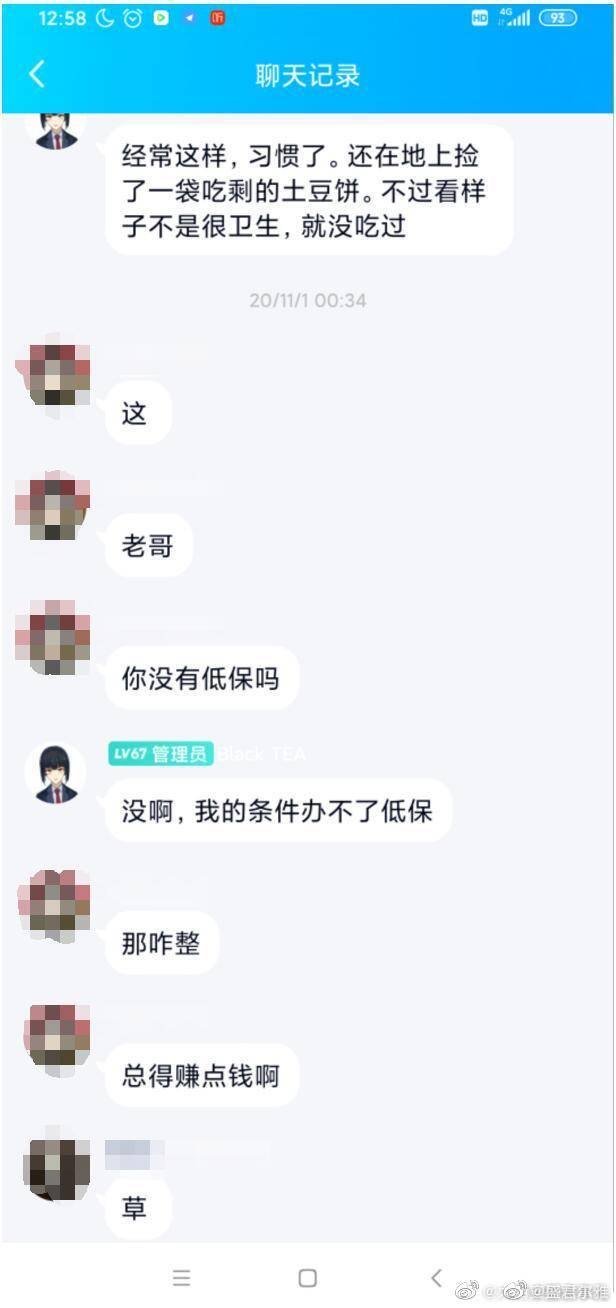 12:58
HD
4G
93
聊天记录
经常这样，习惯了。还在地上捡
了一袋吃剩的土豆饼。不过看样
子不是很卫生，就没吃过
20/11/1 00:34
这
老哥
你没有低保吗
LV67 管理员 Black TEA
没啊，我的条件办不了低保
那咋整
总得赚点钱啊
草